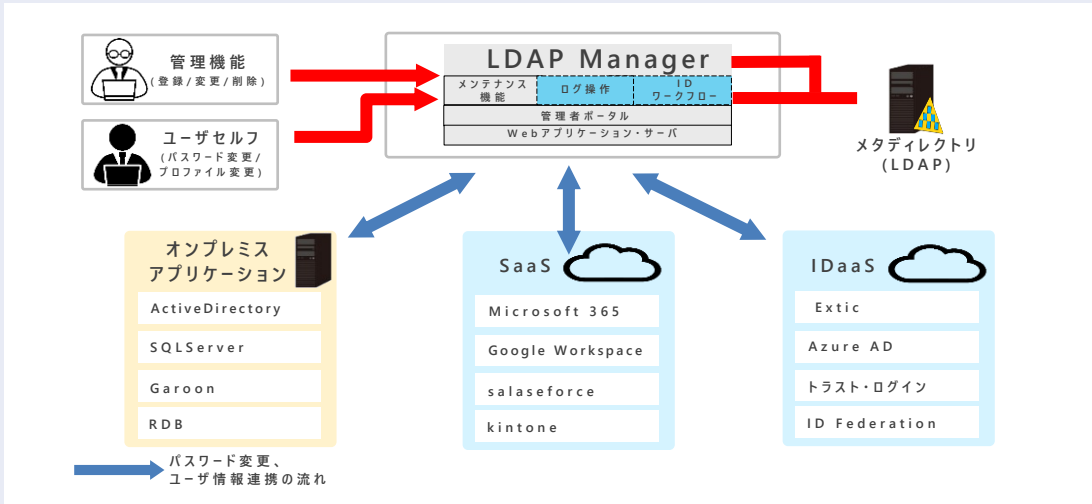 管理機能
(登録/変更/削除)
ユーザセルフ
(パスワード変更/
プロファイル変更)
LDAP Manager
メンテナンス
機能
ログ操作
ID
ワークフロー
管理者ポータル
Webアプリケーション・サーバ
メタディレクトリ
(LDAP)
オンプレミス
アプリケーション
ActiveDirectory
SQLServer
Garoon
RDB
SaaS
Microsoft 365
Google Workspace
salaseforce
kintone
IDaaS
Extic
Azure AD
トラスト・ログイン
ID Federation
パスワード変更、
ユーザ情報連携の流れ